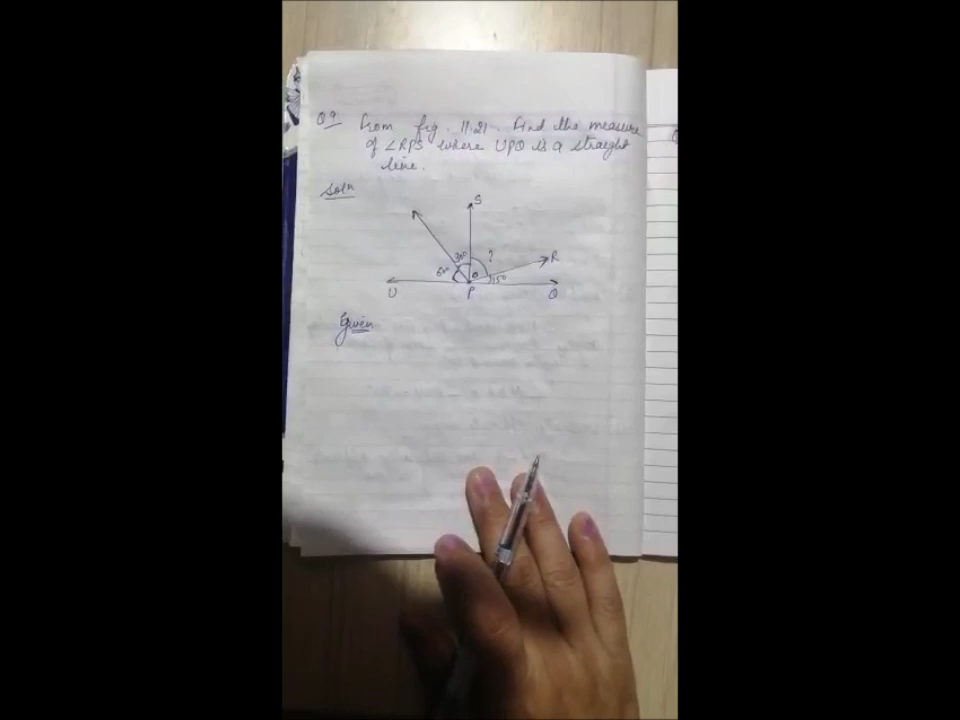 Q9 From fig. 11.21. Find the measure
of ∠RPS where UPQ is a straight
line.
Soln
S
30°
?
R
60°
15°
U
P
Q
Given